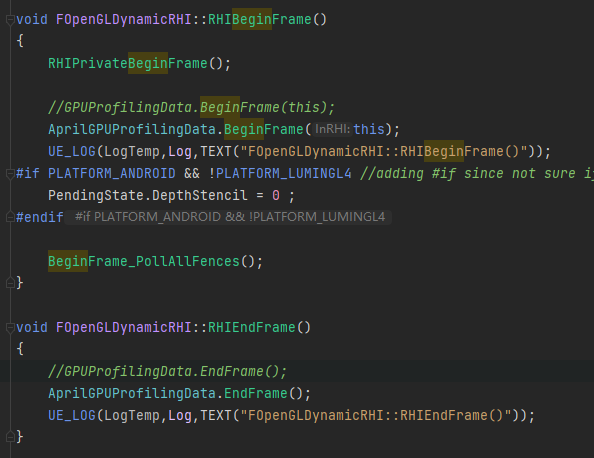 void FOpenGLDynamicRHI::RHIBeginFrame()
{
RHIPrivateBeginFrame();
//GPUProfilingData.BeginFrame(this);
AprilGPUProfilingData.BeginFrame(InRHI:this);
UE_LOG(LogTemp,Log,TEXT("FOpenGLDynamicRHI::RHIBeginFrame()"));
#if PLATFORM_ANDROID && !PLATFORM_LUMINGL4 //adding #if since not sure
PendingState.DepthStencil = 0 ;
#endif #if PLATFORM_ANDROID && !PLATFORM_LUMINGL4
BeginFrame_PollAllFences();
}
void FOpenGLDynamicRHI::RHIEndFrame()
{
//GPUProfilingData.EndFrame();
AprilGPUProfilingData.EndFrame();
UE_LOG(LogTemp,Log,TEXT("FOpenGLDynamicRHI::RHIEndFrame()"));
}